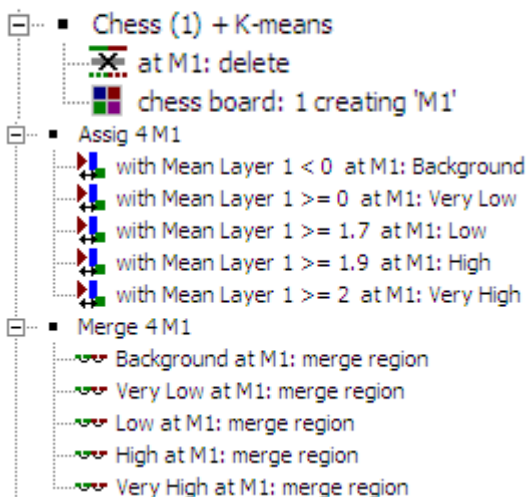 Chess (1) + K-means
at M1: delete
chess board: 1 creating 'M1'
Assig 4 M1
with Mean Layer 1 < 0 at M1: Background
with Mean Layer 1 >= 0 at M1: Very Low
with Mean Layer 1 >= 1.7 at M1: Low
with Mean Layer 1 >= 1.9 at M1: High
with Mean Layer 1 >= 2 at M1: Very High
Merge 4 M1
Background at M1: merge region
Very Low at M1: merge region
Low at M1: merge region
High at M1: merge region
Very High at M1: merge region